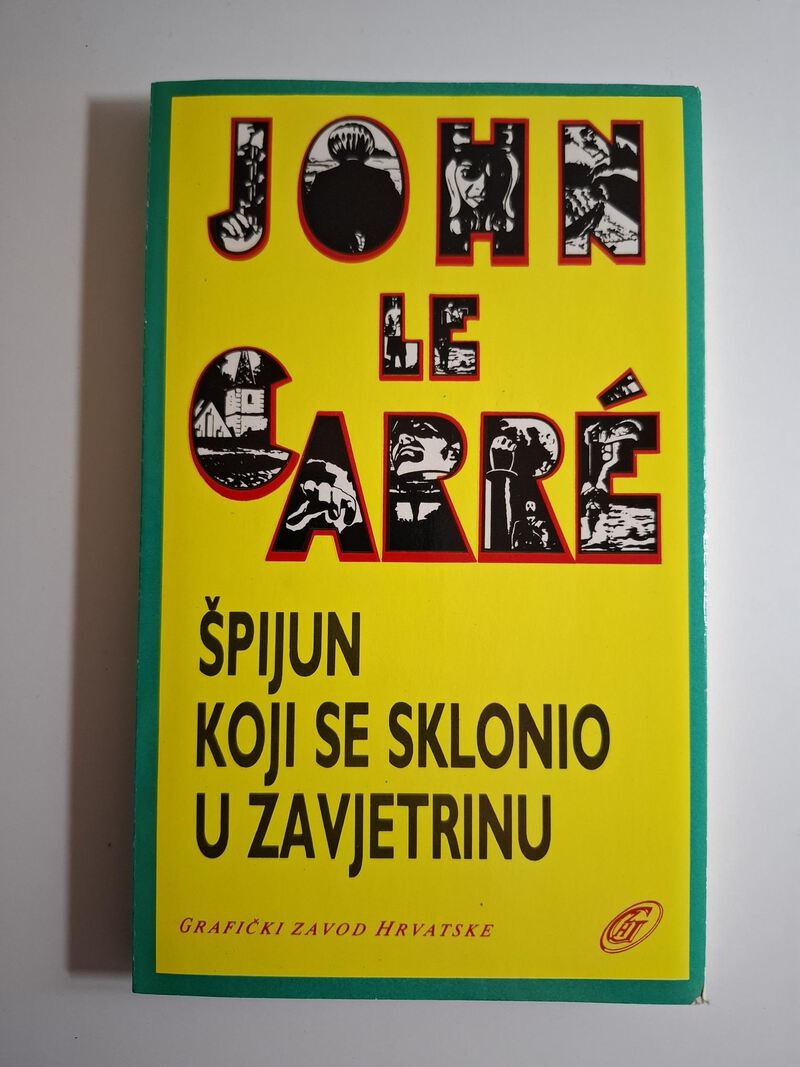 JOHN
LE
CARRÉ
ŠPIJUN
KOJI SE SKLONIO
U ZAVJETRINU
GRAFIČKI ZAVOD HRVATSKE